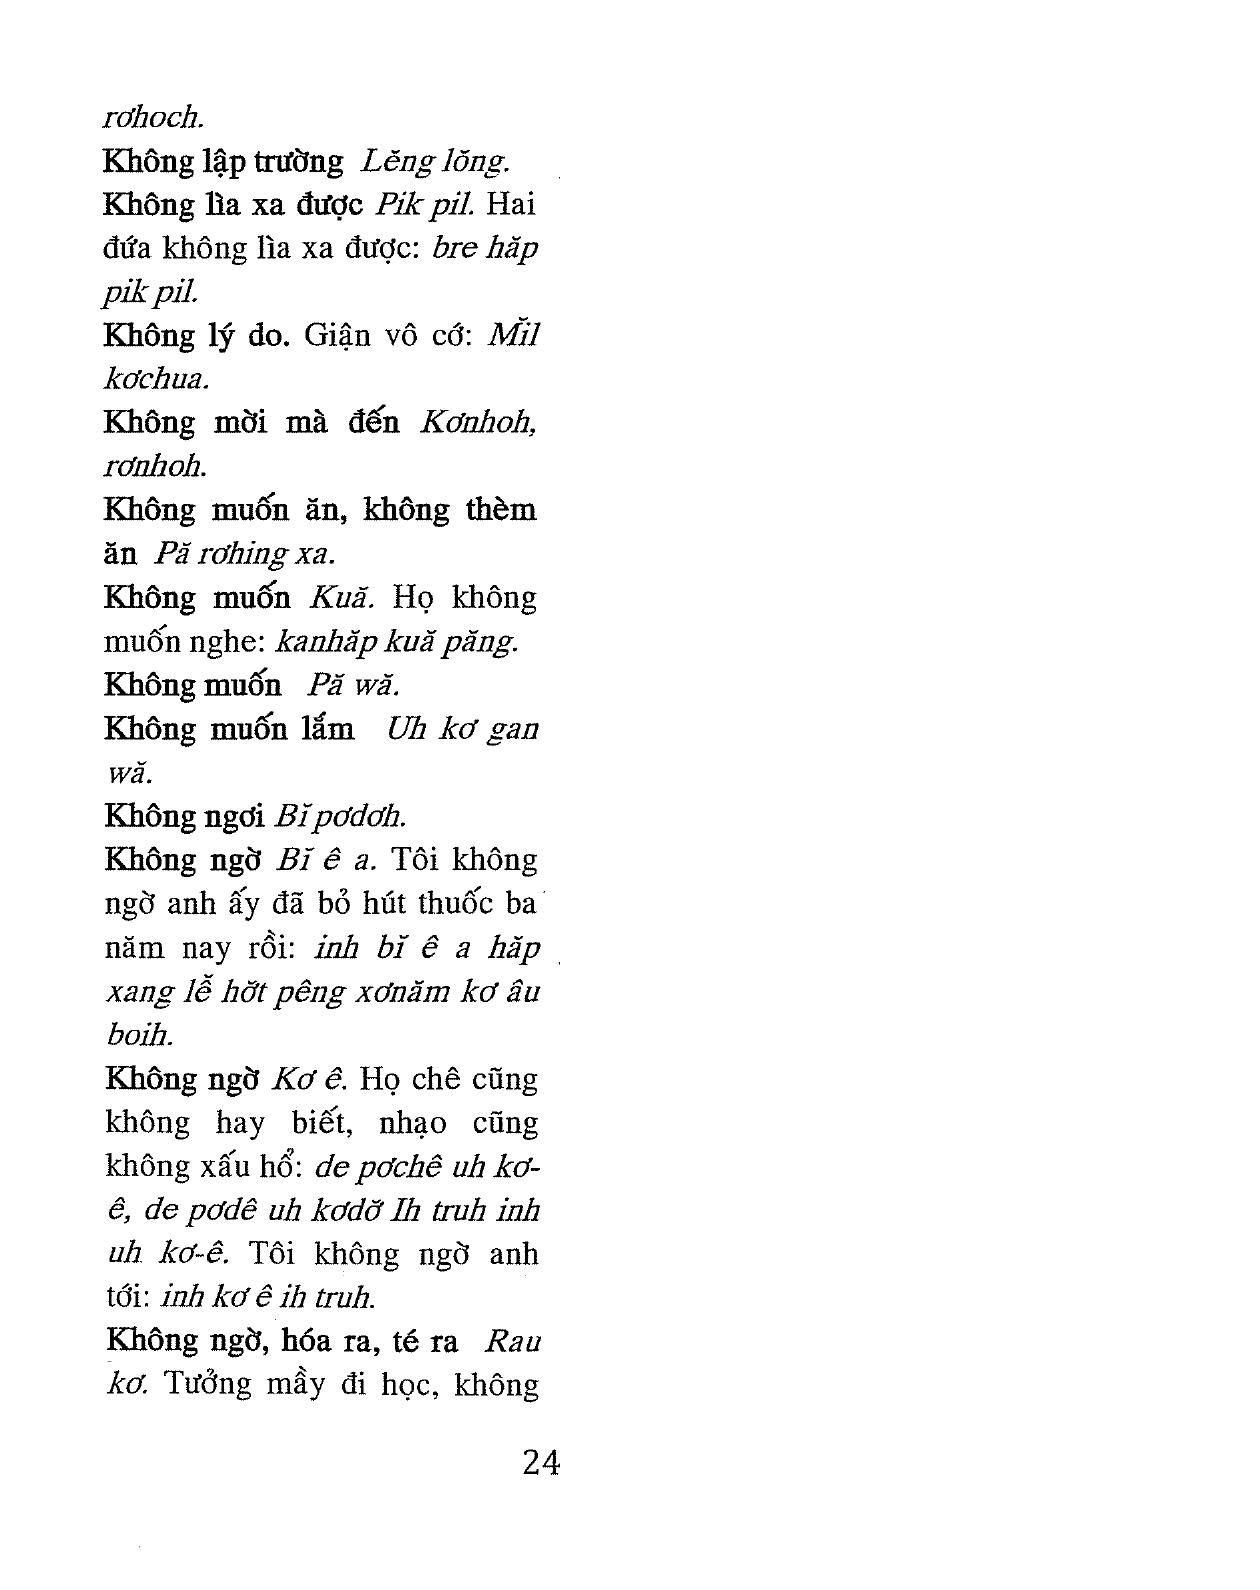 rơhoch.
Không lập trường Lĕng lŏng.
Không lìa xa được Pik pil. Hai
đứa không lìa xa được: bre hăp
pik pil.
Không lý do. Giận vô cớ: Mĭl
kơchua.
Không mời mà đến Kơnhoh,
rơnhoh.
Không muốn ăn, không thèm
ăn Pă rơhing xa.
Không muốn Kuă. Họ không
muốn nghe: kanhăp kuă păng.
Không muốn Pă wă.
Không muốn lắm Uh kơ gan
wă.
Không ngơi Bĭ pơdơh.
Không ngờ Bĭ ê a. Tôi không
ngờ anh ấy đã bỏ hút thuốc ba
năm nay rồi: inh bĭ ê a hăp
xang lê̆ hơ̆t pêng xơnăm kơ âu
boih.
Không ngờ Kơ ê. Họ chê cũng
không hay biết, nhạo cũng
không xấu hổ: de pơchê uh kơ-
ê, de pơdê uh kơdơ̆ Ih truh inh
uh kơ-ê. Tôi không ngờ anh
tới: inh kơ ê ih truh.
Không ngờ, hóa ra, té ra Rau
kơ. Tưởng mầy đi học, không
24